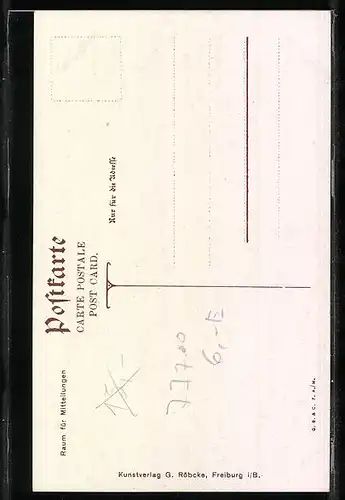 Postkarte
CARTE POSTALE
POST CARD.
Nur für die Adresse
Raum für Mitteilungen
Kunstverlag G. Röbcke, Freiburg i/B.